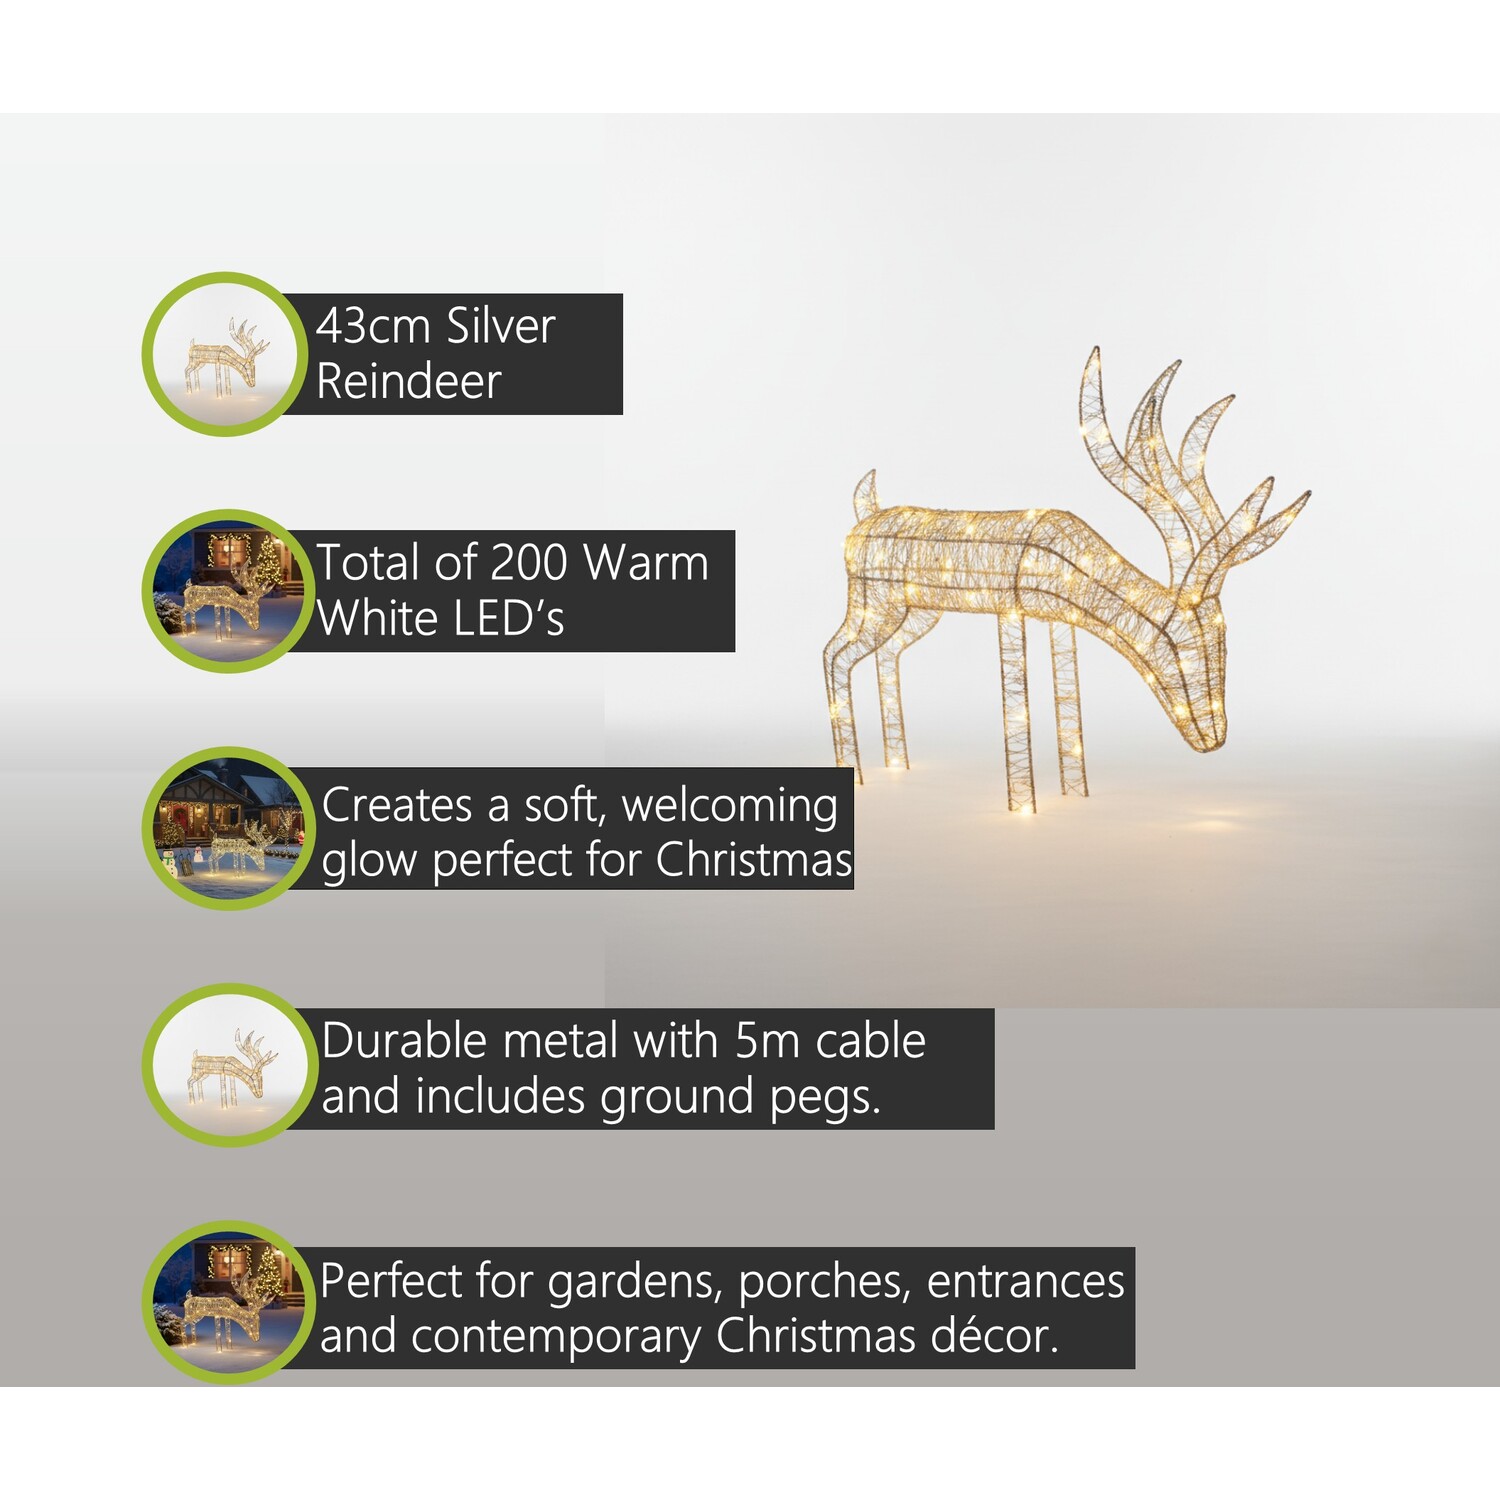 43cm Silver
Reindeer
Total of 200 Warm
White LED’s
Creates a soft, welcoming
glow perfect for Christmas
Durable metal with 5m cable
and includes ground pegs.
Perfect for gardens, porches, entrances
and contemporary Christmas décor.